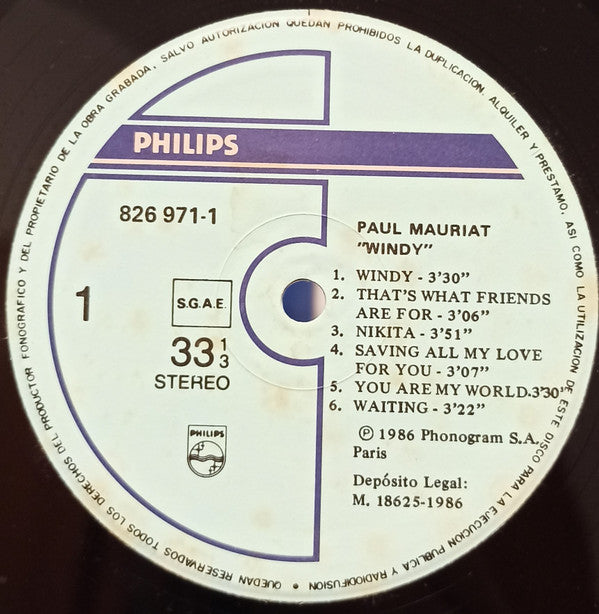 QUEDAN RESERVADOS TODOS LOS DERECHOS DEL PRODUCTOR FONOGRAFICO Y DEL PROPIETARIO DE LA OBRA GRABADA. SALVO AUTORIZACION QUEDAN PROHIBIDOS LA DUPLICACION, ALQUILER Y PRESTAMO, ASI COMO LA UTILIZACION DE ESTE DISCO PARA LA EJECUCION PUBLICA Y RADIODIFUSION •
PHILIPS
826 971-1
PAUL MAURIAT
"WINDY"
1
S.G.A.E.
33 1/3
STEREO
PHILIPS
1. WINDY - 3'30"
2. THAT'S WHAT FRIENDS
ARE FOR - 3'06"
3. NIKITA - 3'51"
4. SAVING ALL MY LOVE
FOR YOU - 3'07"
5. YOU ARE MY WORLD.3'30"
6. WAITING - 3'22"
℗ 1986 Phonogram S.A.
Paris
Depósito Legal:
M. 18625-1986